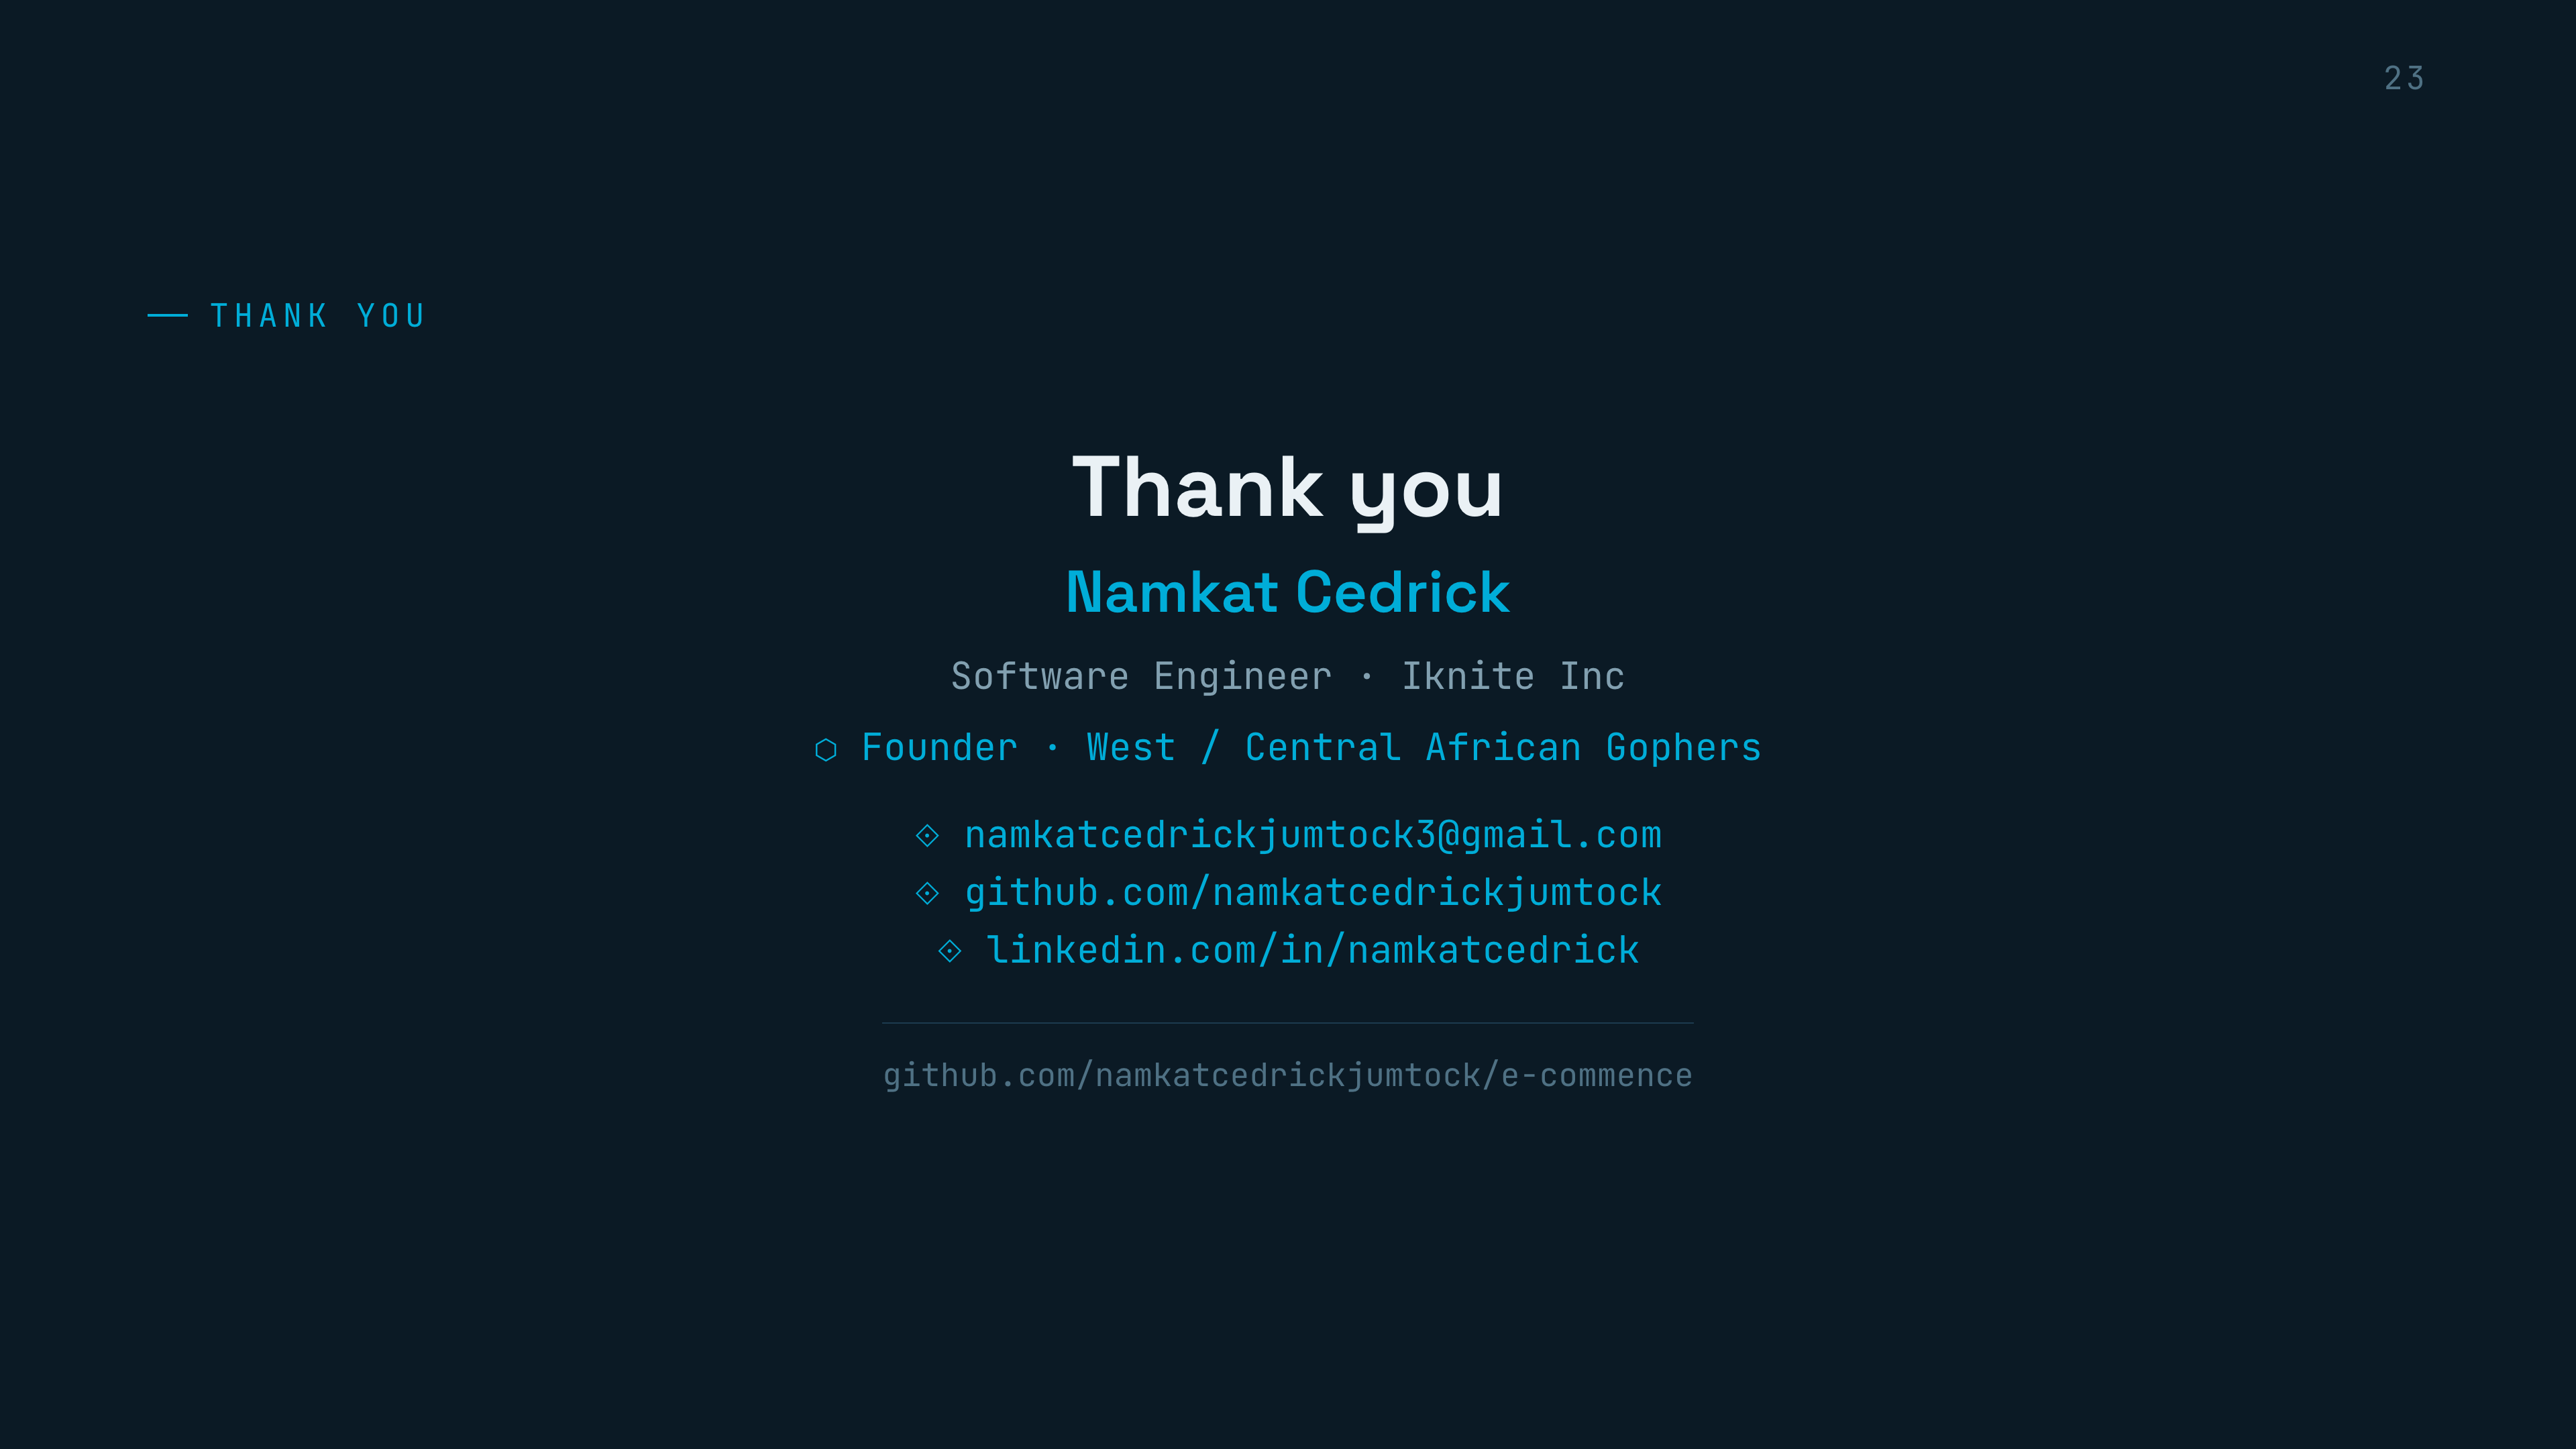 23
THANK YOU
Thank you
Namkat Cedrick
Software Engineer · Iknite Inc
⬡ Founder · West / Central African Gophers
⟐ namkatcedrickjumtock3@gmail.com
⟐ github.com/namkatcedrickjumtock
⟐ linkedin.com/in/namkatcedrick
github.com/namkatcedrickjumtock/e-commence